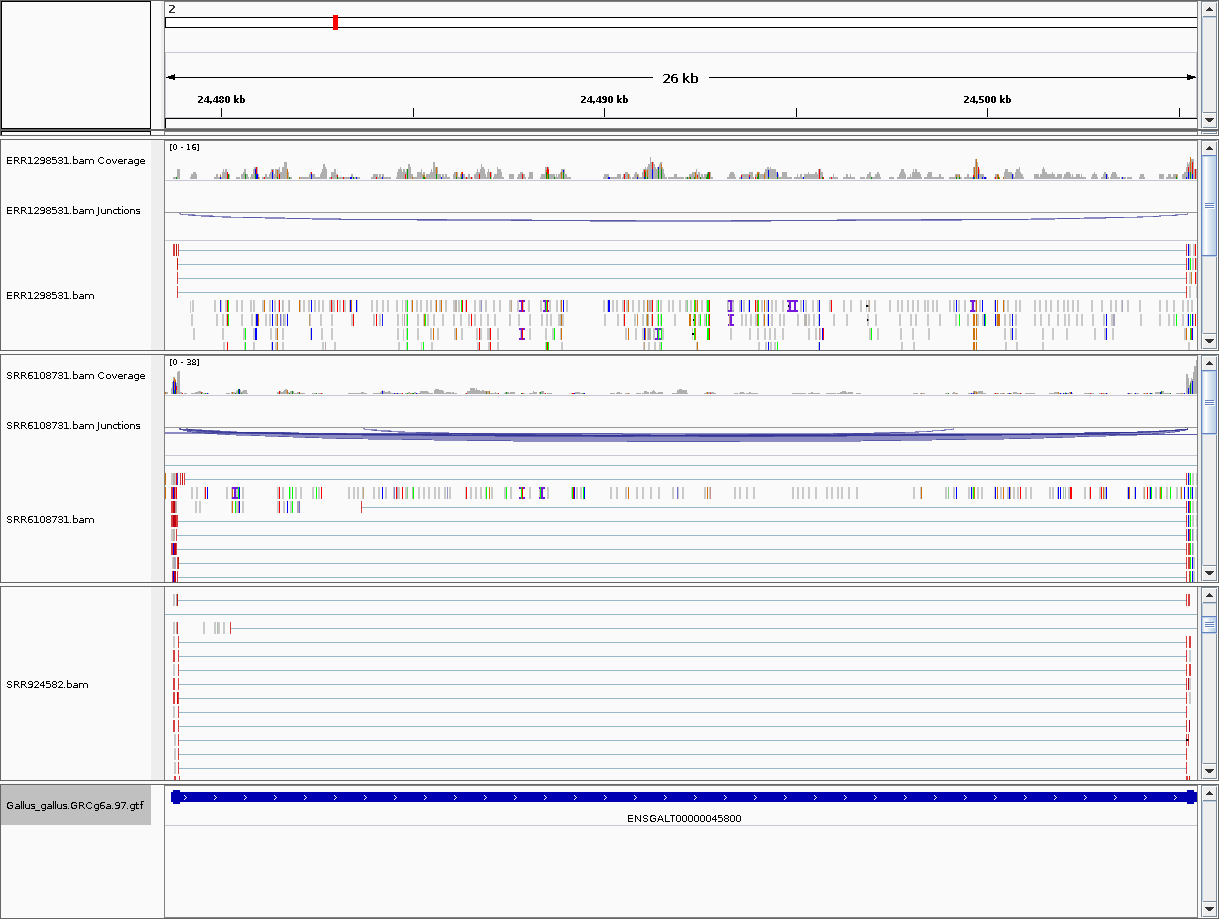 2
26 kb
24,480 kb 24,490 kb 24,500 kb
[0 - 16]
ERR1298531.bam Coverage
ERR1298531.bam Junctions
ERR1298531.bam
[0 - 38]
SRR6108731.bam Coverage
SRR6108731.bam Junctions
SRR6108731.bam
SRR924582.bam
Gallus_gallus.GRCg6a.97.gtf
ENSGALT00000045800